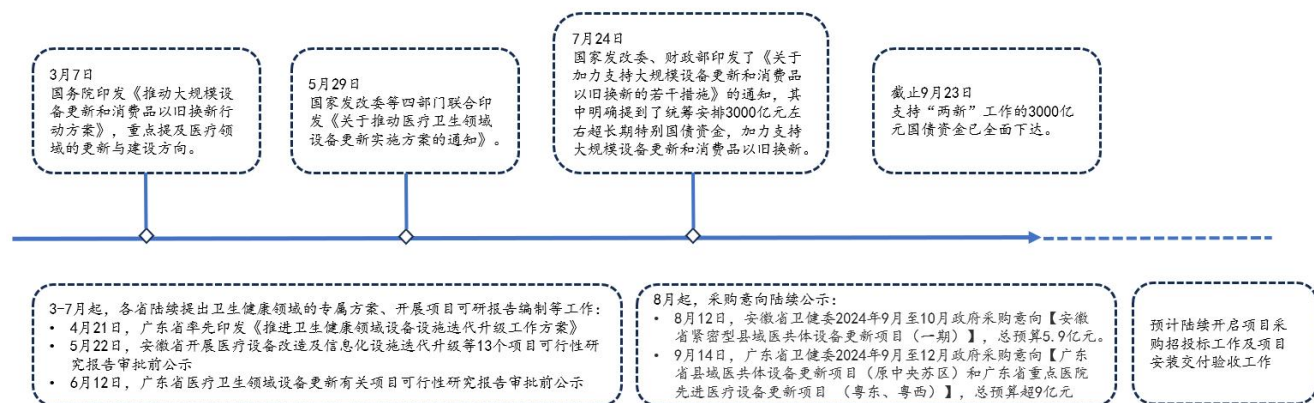 3月7日
国务院印发《推动大规模设
备更新和消费品以旧换新行
动方案》，重点提及医疗领
域的更新与建设方向。
5月29日
国家发改委等四部门联合印
发《关于推动医疗卫生领域
设备更新实施方案的通知》。
7月24日
国家发改委、财政部印发了《关于
加力支持大规模设备更新和消费品
以旧换新的若干措施》的通知，其
中明确提到了统筹安排3000亿元左
右超长期特别国债资金，加力支持
大规模设备更新和消费品以旧换新。
截止9月23日
支持“两新”工作的3000亿
元国债资金已全面下达。
3-7月起，各省陆续提出卫生健康领域的专属方案、开展项目可研报告编制等工作：
• 4月21日，广东省率先印发《推进卫生健康领域设备设施迭代升级工作方案》
• 5月22日，安徽省开展医疗设备改造及信息化设施迭代升级等13个项目可行性研
究报告审批前公示
• 6月12日，广东省医疗卫生领域设备更新有关项目可行性研究报告审批前公示
8月起，采购意向陆续公示：
• 8月12日，安徽省卫健委2024年9月至10月政府采购意向【安徽
省紧密型县域医共体设备更新项目（一期）】，总预算5.9亿元。
• 9月14日，广东省卫健委2024年9月至12月政府采购意向【广东
省县域医共体设备更新项目（原中央苏区）和广东省重点医院
先进医疗设备更新项目 （粤东、粤西）】，总预算超9亿元
预计陆续开启项目采
购招投标工作及项目
安装交付验收工作